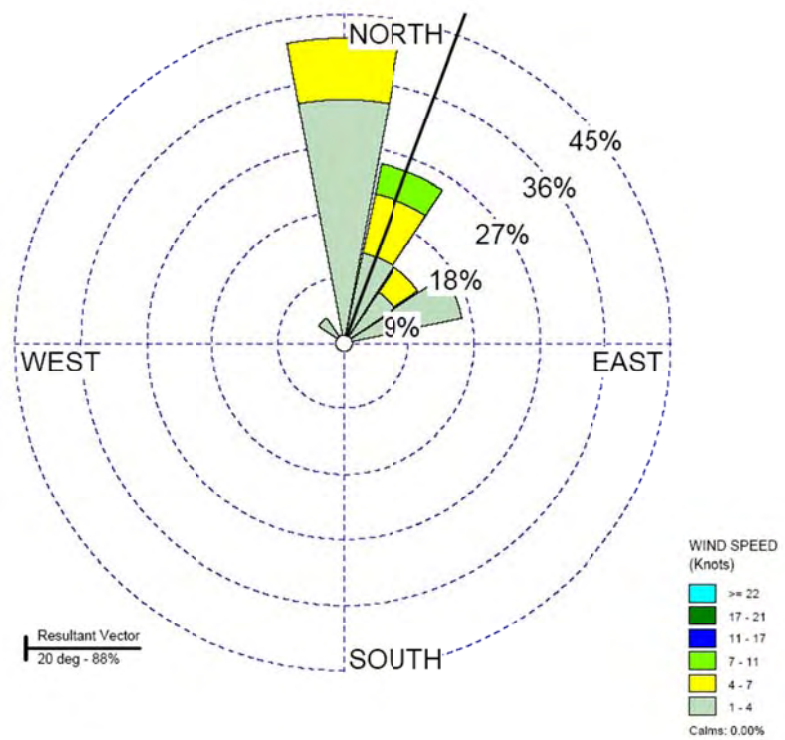 NORTH
45%
36%
27%
18%
9%
WEST
EAST
SOUTH
WIND SPEED
(Knots)
>= 22
17 - 21
11 - 17
7 - 11
4 - 7
1 - 4
Calms: 0.00%
Resultant Vector
20 deg - 88%